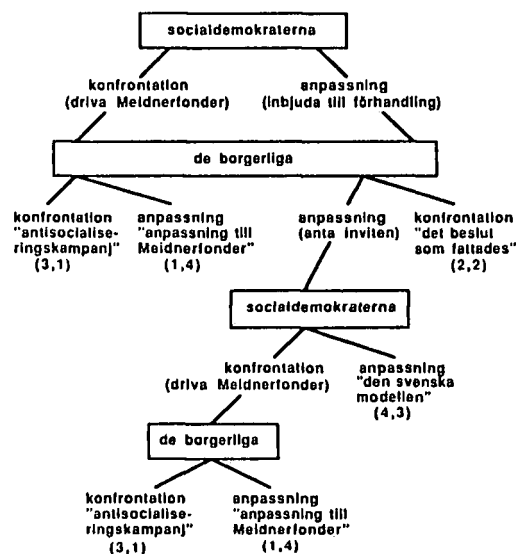 socialdemokraterna
konfrontation
(driva Meidnerfonder)
anpassning
(inbjuda till förhandling)
de borgerliga
konfrontation
"antisocialise-
ringskampanj"
(3,1)
anpassning
"anpassning till
Meidnerfonder"
(1,4)
anpassning
(anta inviten)
konfrontation
"det beslut
som fattades"
(2,2)
socialdemokraterna
konfrontation
(driva Meidnerfonder)
anpassning
"den svenska
modellen"
(4,3)
de borgerliga
konfrontation
"antisocialise-
ringskampanj"
(3,1)
anpassning
"anpassning till
Meidnerfonder"
(1,4)